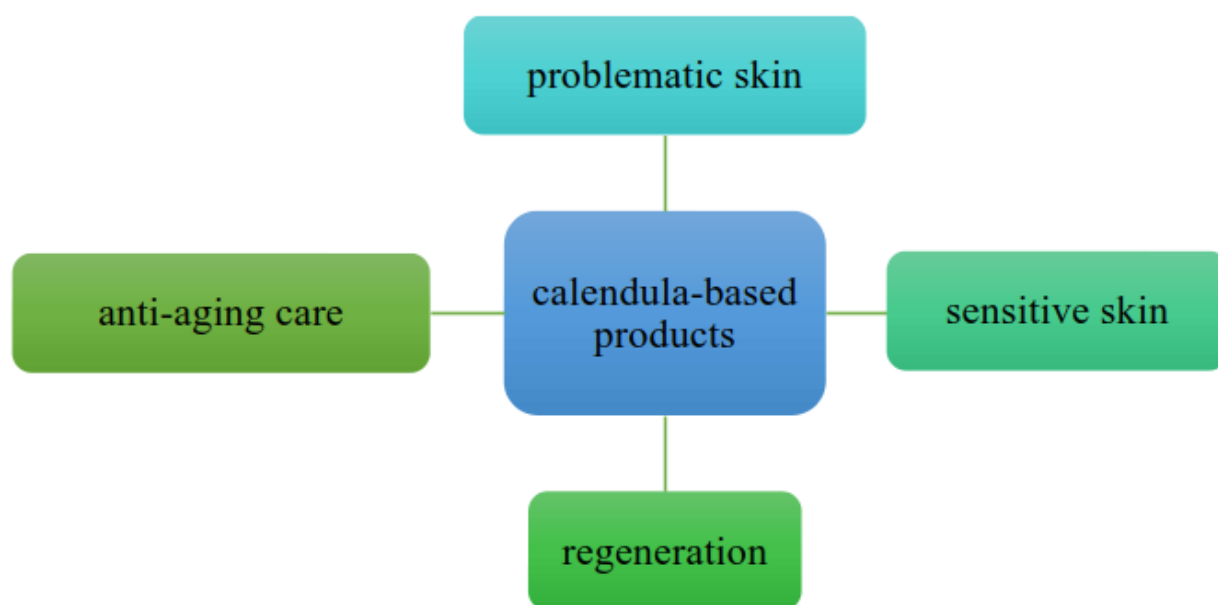 problematic skin
anti-aging care
calendula-based
products
sensitive skin
regeneration